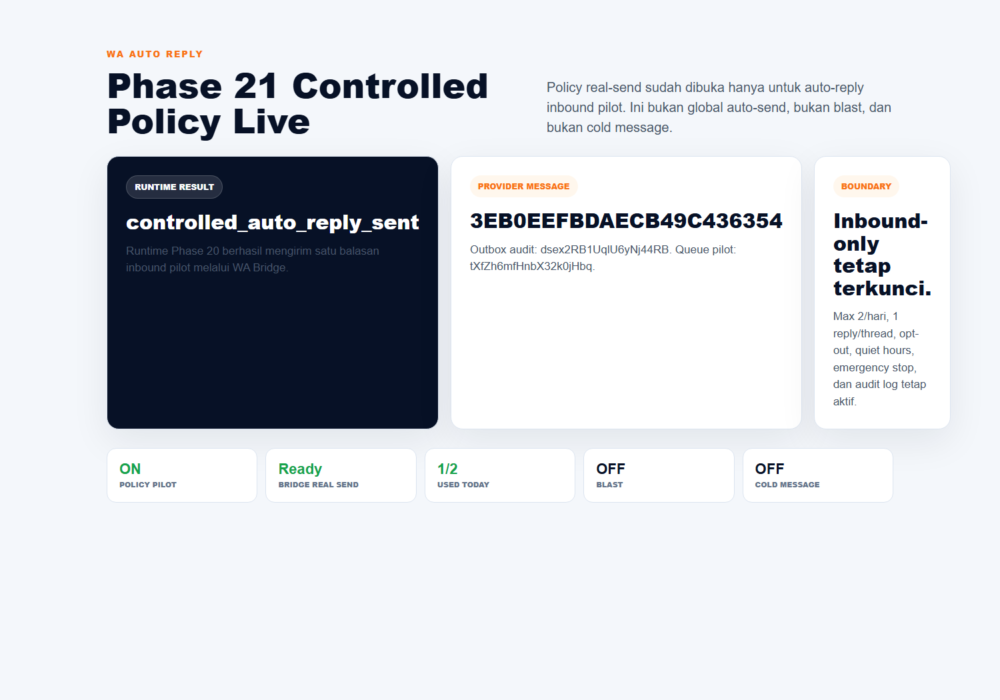 WA AUTO REPLY
Phase 21 Controlled
Policy Live
Policy real-send sudah dibuka hanya untuk auto-reply
inbound pilot. Ini bukan global auto-send, bukan blast, dan
bukan cold message.
RUNTIME RESULT
controlled_auto_reply_sent
Runtime Phase 20 berhasil mengirim satu balasan
inbound pilot melalui WA Bridge.
PROVIDER MESSAGE
3EB0EEFBDAECB49C436354
Outbox audit: dsex2RB1UqlU6yNj44RB. Queue pilot:
tXfZh6mfHnbX32k0jHbq.
BOUNDARY
Inbound-
only
tetap
terkunci.
Max 2/hari, 1
reply/thread, opt-
out, quiet hours,
emergency stop,
dan audit log tetap
aktif.
ON
POLICY PILOT
Ready
BRIDGE REAL SEND
1/2
USED TODAY
OFF
BLAST
OFF
COLD MESSAGE